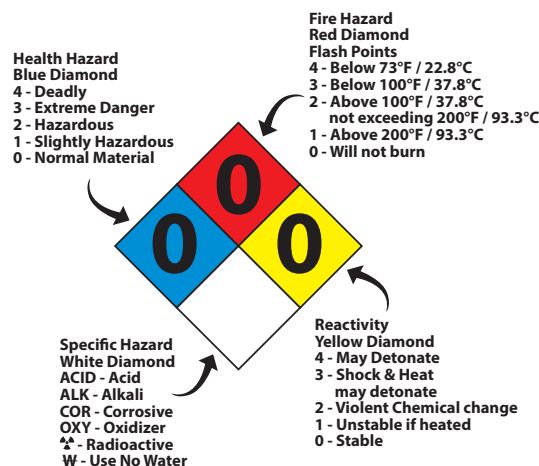 Health Hazard
Blue Diamond
4 - Deadly
3 - Extreme Danger
2 - Hazardous
1 - Slightly Hazardous
0 - Normal Material
Fire Hazard
Red Diamond
Flash Points
4 - Below 73°F / 22.8°C
3 - Below 100°F / 37.8°C
2 - Above 100°F / 37.8°C
not exceeding 200°F / 93.3°C
1 - Above 200°F / 93.3°C
0 - Will not burn
0
0
0
Specific Hazard
White Diamond
ACID - Acid
ALK - Alkali
COR - Corrosive
OXY - Oxidizer
☢ - Radioactive
W̶ - Use No Water
Reactivity
Yellow Diamond
4 - May Detonate
3 - Shock & Heat
may detonate
2 - Violent Chemical change
1 - Unstable if heated
0 - Stable